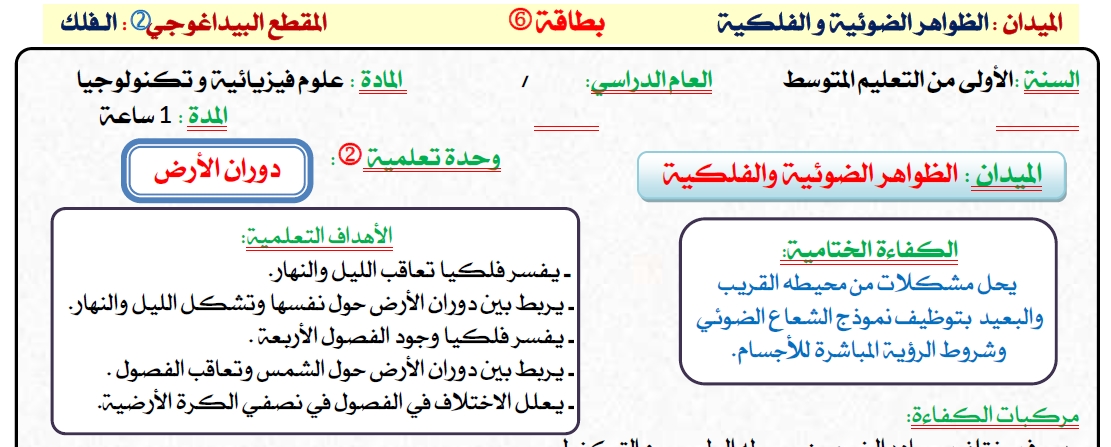 الميدان : الظواهر الضوئية و الفلكية بطاقة ⑥ المقطع البيداغوجي② : الفلك
السنة :الأولى من التعليم المتوسط العام الدراسي: / المادة : علوم فيزيائية و تكنولوجيا
المدة : 1 ساعة
الميدان : الظواهر الضوئية والفلكية وحدة تعلمية ② : دوران الأرض
الكفاءة الختامية:
يحل مشكلات من محيطه القريب
والبعيد بتوظيف نموذج الشعاع الضوئي
وشروط الرؤية المباشرة للأجسام.
الأهداف التعلمية:
ـ يفسر فلكيا تعاقب الليل والنهار.
ـ يربط بين دوران الأرض حول نفسها وتشكل الليل والنهار.
ـ يفسر فلكيا وجود الفصول الأربعة .
ـ يربط بين دوران الأرض حول الشمس وتعاقب الفصول .
ـ يعلل الاختلاف في الفصول في نصفي الكرة الأرضية.
مركبات الكفاءة: